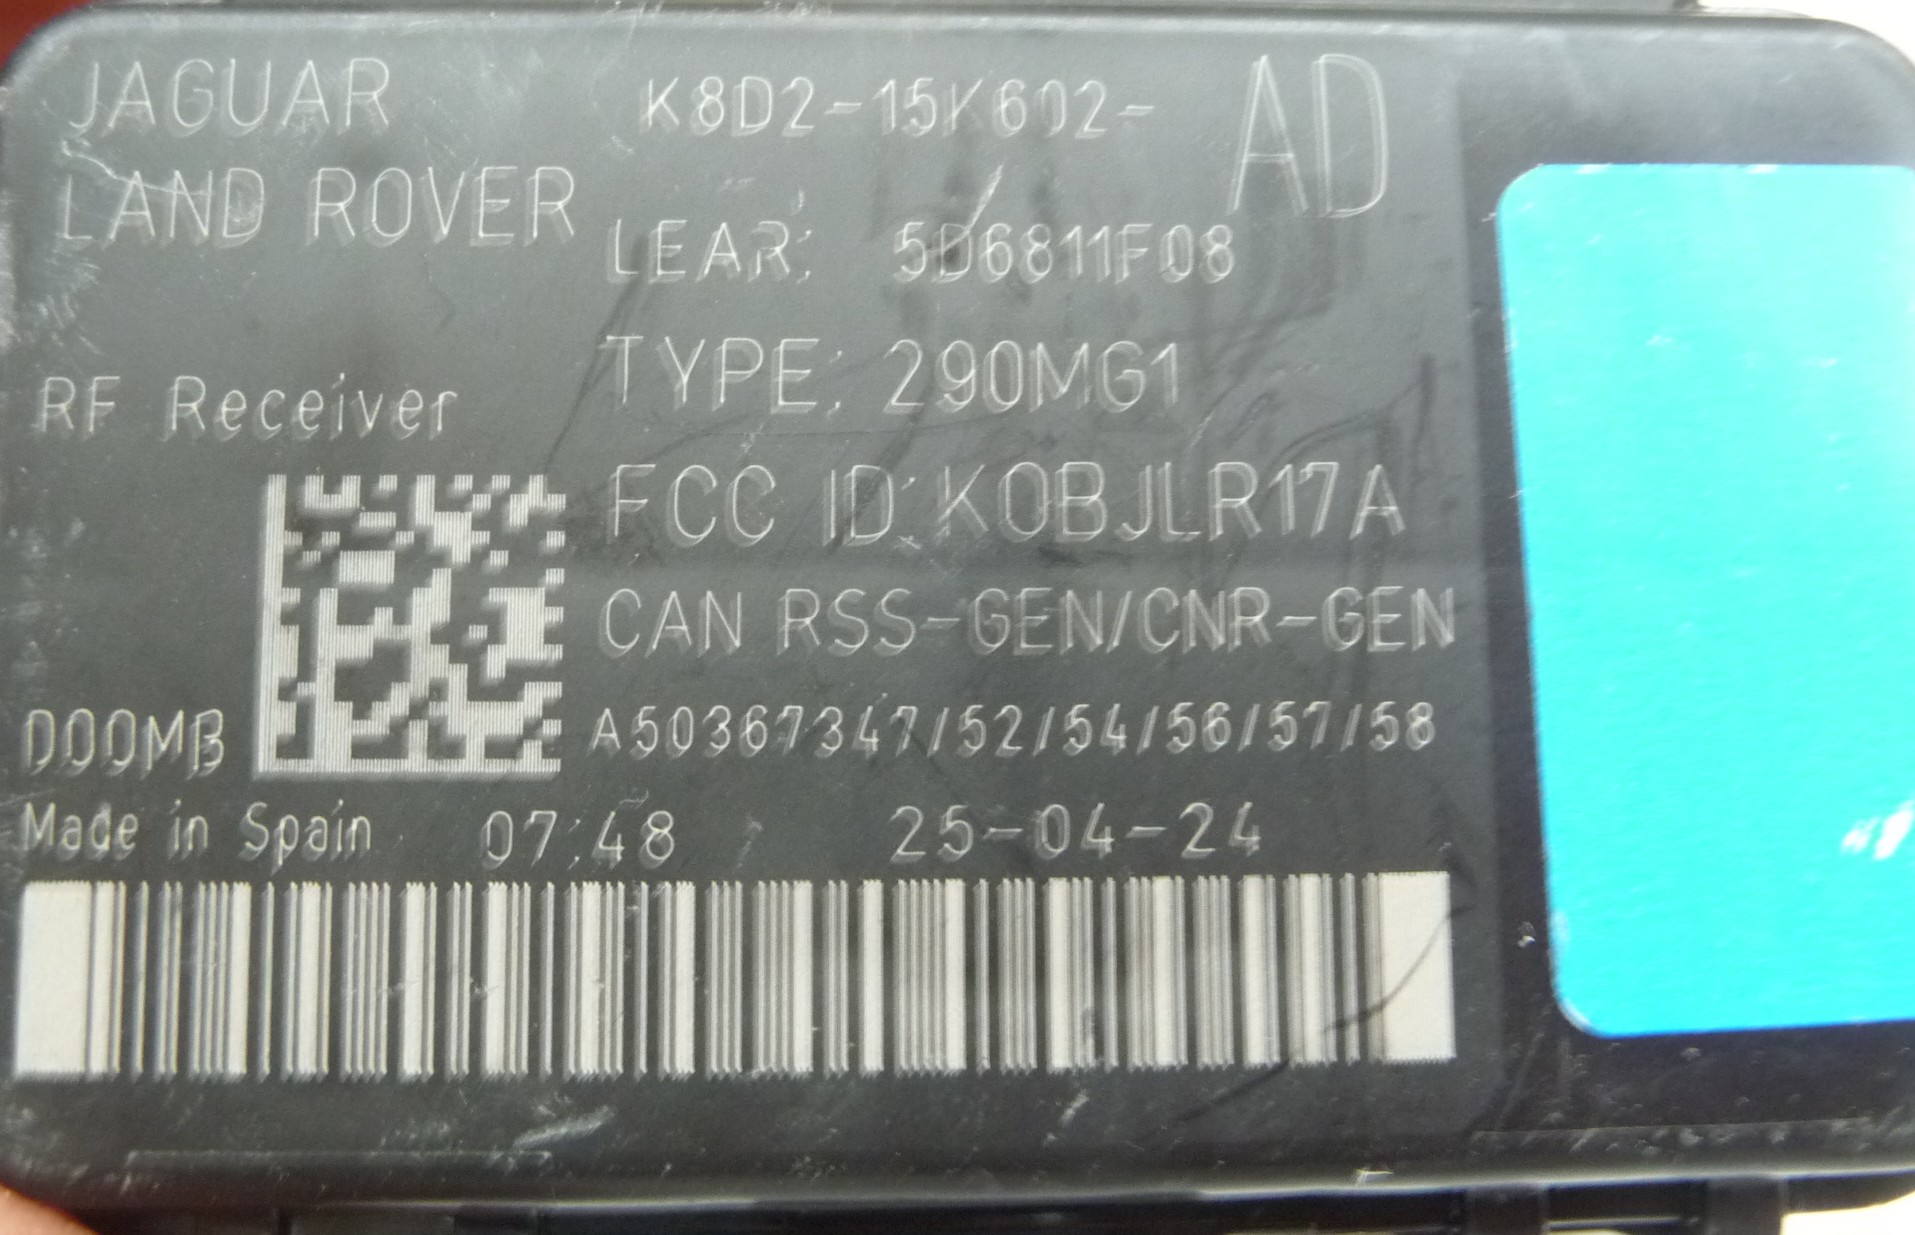 JAGUAR
LAND ROVER
K8D2-15K602-
AD
LEAR: 5D6811F08
TYPE: 290MG1
RF Receiver
FCC ID: KOBJLR17A
CAN RSS-GEN/CNR-GEN
D00MB
A50367347/52/54/56/57/58
Made in Spain 07:48 25-04-24